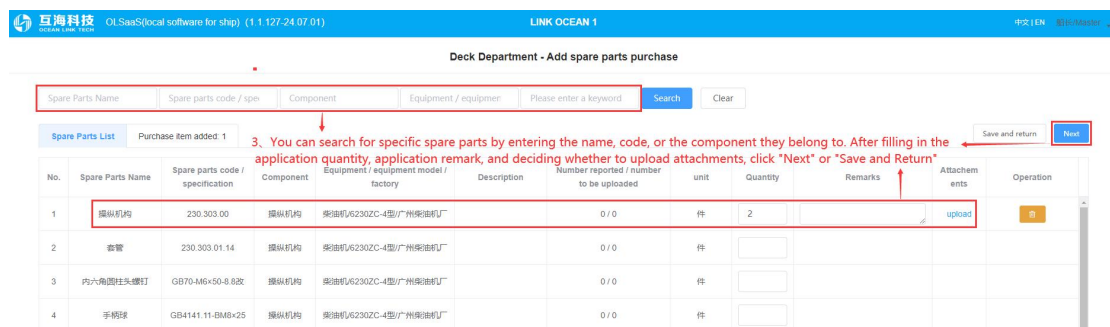 互海科技 OLSaaS(local software for ship) (1.1.127-24.07.01) LINK OCEAN 1 中文 | EN 船长/Master
OCEAN LINK TECH
Deck Department - Add spare parts purchase
Spare Parts Name Spare parts code / spe Component Equipment / equipmen Please enter a keyword Search Clear
Spare Parts List Purchase item added: 1 Save and return Next
3、You can search for specific spare parts by entering the name, code, or the component they belong to. After filling in the
application quantity, application remark, and deciding whether to upload attachments, click "Next" or "Save and Return"
No. Spare Parts Name Spare parts code / specification Component Equipment / equipment model / factory Description Number reported / number to be uploaded unit Quantity Remarks Attachments Operation
1 操纵机构 230.303.00 操纵机构 柴油机/6230ZC-4型/广州柴油机厂 0 / 0 件 2 upload
2 套管 230.303.01.14 操纵机构 柴油机/6230ZC-4型/广州柴油机厂 0 / 0 件
3 内六角圆柱头螺钉 GB70-M6×50-8.8改 操纵机构 柴油机/6230ZC-4型/广州柴油机厂 0 / 0 件
4 手柄球 GB4141.11-BM8×25 操纵机构 柴油机/6230ZC-4型/广州柴油机厂 0 / 0 件